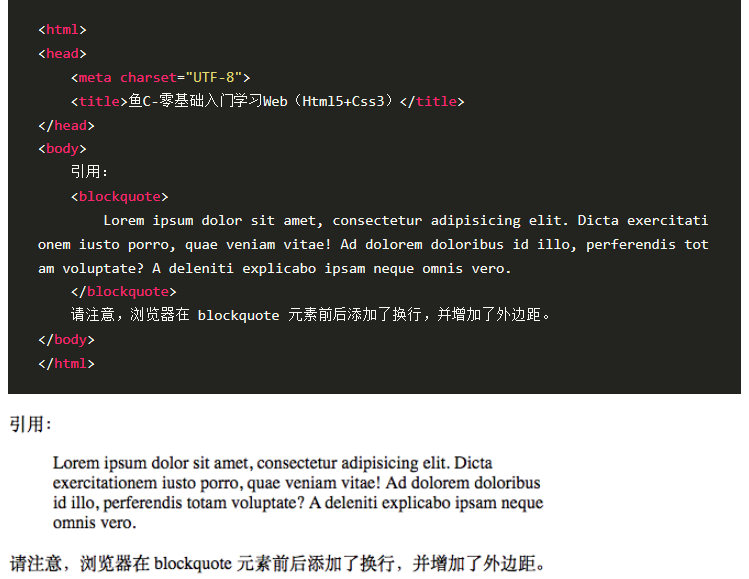 <html>
<head>
    <meta charset="UTF-8">
    <title>鱼C-零基础入门学习Web（Html5+Css3）</title>
</head>
<body>
    引用：
    <blockquote>
        Lorem ipsum dolor sit amet, consectetur adipisicing elit. Dicta exercitati
onem iusto porro, quae veniam vitae! Ad dolorem doloribus id illo, perferendis tot
am voluptate? A deleniti explicabo ipsam neque omnis vero.
    </blockquote>
    请注意，浏览器在 blockquote 元素前后添加了换行，并增加了外边距。
</body>
</html>
引用：
Lorem ipsum dolor sit amet, consectetur adipisicing elit. Dicta
exercitationem iusto porro, quae veniam vitae! Ad dolorem doloribus
id illo, perferendis totam voluptate? A deleniti explicabo ipsam neque
omnis vero.
请注意，浏览器在 blockquote 元素前后添加了换行，并增加了外边距。